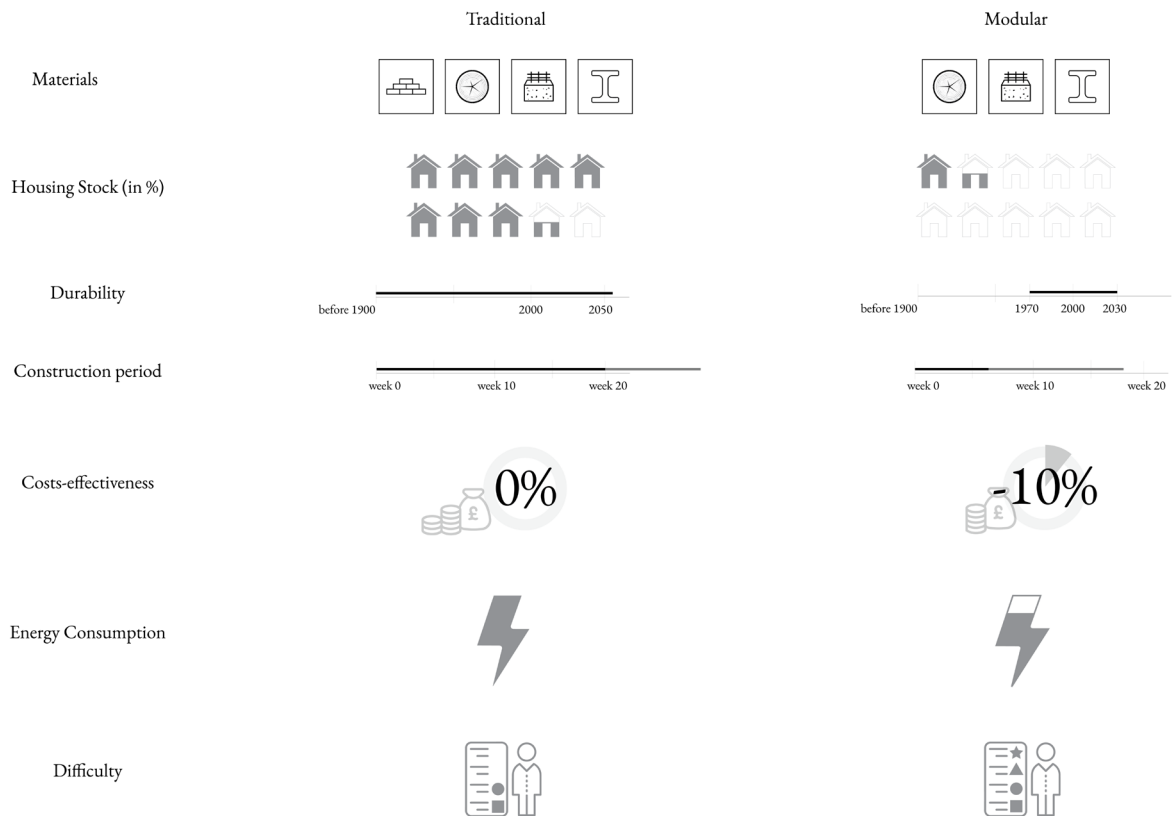 Traditional
Modular
Materials
Housing Stock (in %)
Durability
before 1900
2000
2050
before 1900
1970
2000
2030
Construction period
week 0
week 10
week 20
week 0
week 10
week 20
Costs-effectiveness
£
0%
£
-10%
Energy Consumption
Difficulty